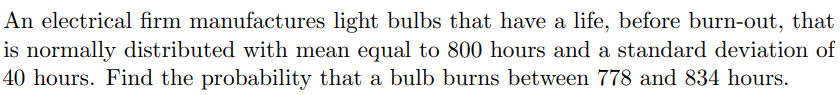 An electrical firm manufactures light bulbs that have a life, before burn-out, that
is normally distributed with mean equal to 800 hours and a standard deviation of
40 hours. Find the probability that a bulb burns between 778 and 834 hours.